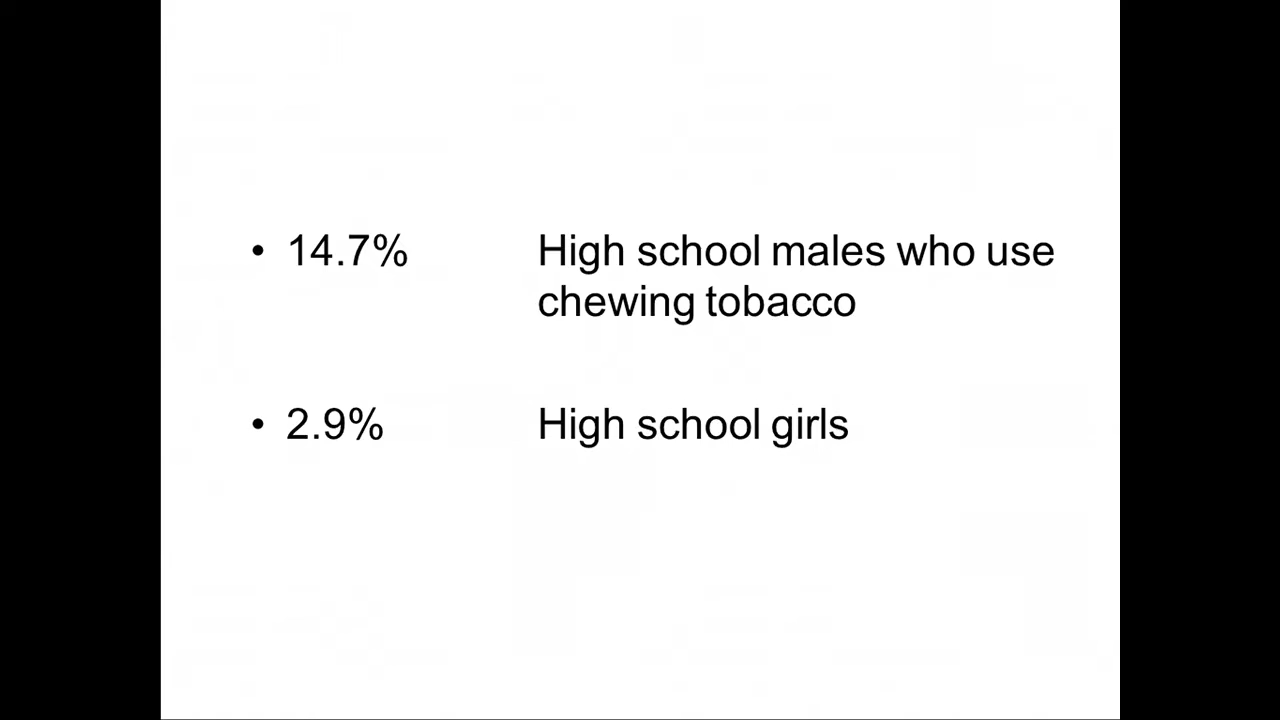 • 14.7% High school males who use
chewing tobacco
• 2.9% High school girls